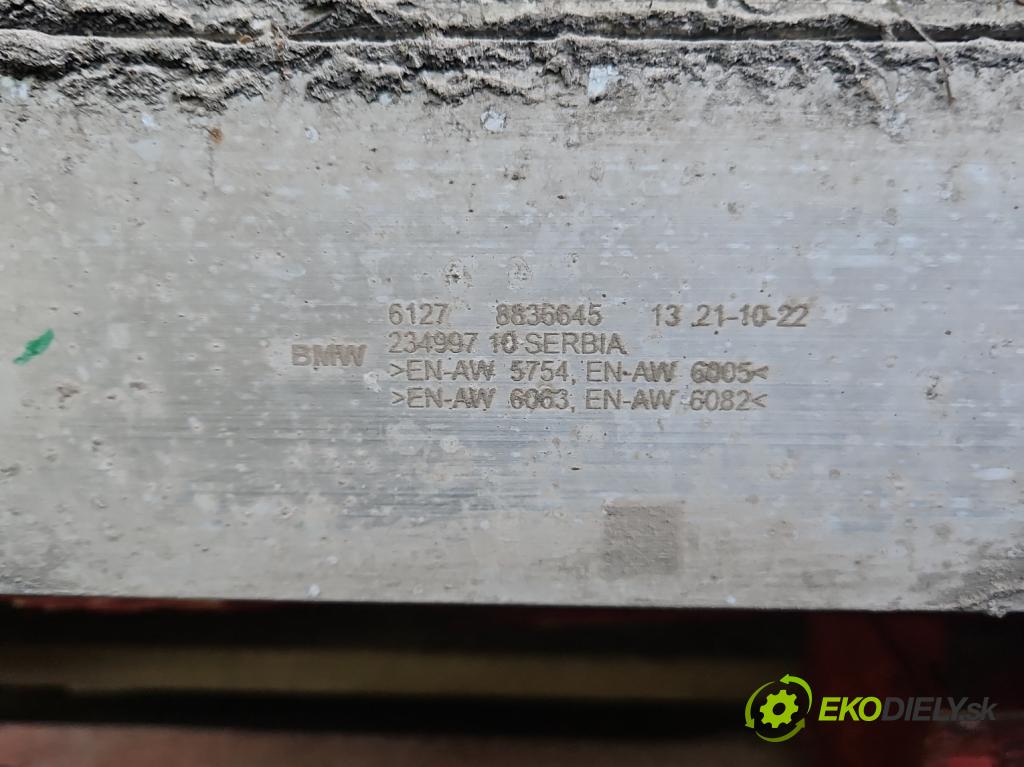 6127 8836645 13 21-10-22
BMW 234997 10 SERBIA
>EN-AW 5754, EN-AW 6005<
>EN-AW 6063, EN-AW 6082<
EKODIELY.sk